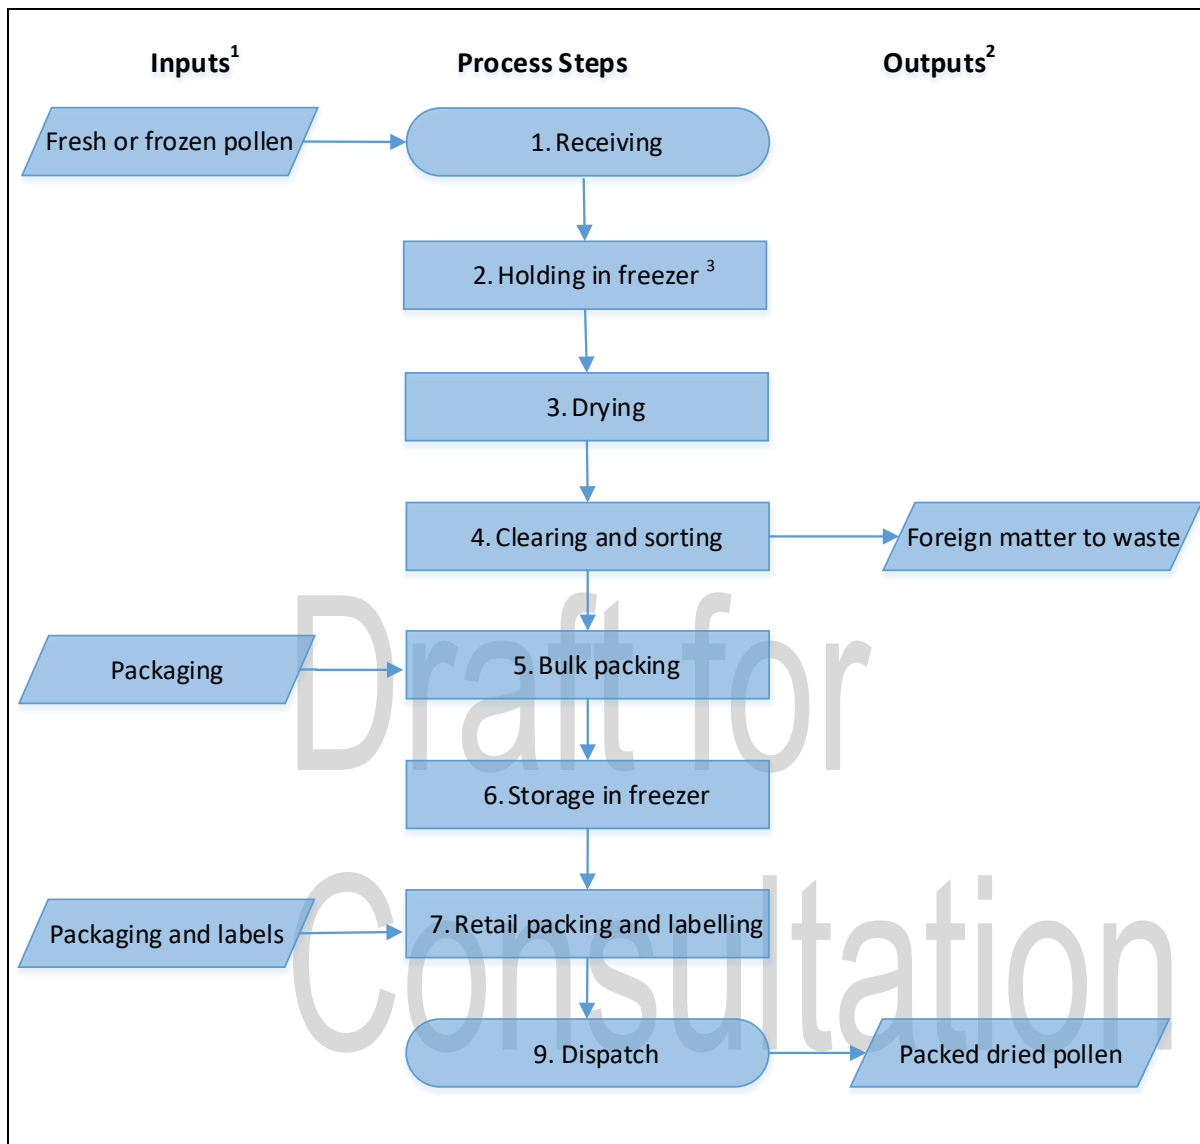 Inputs1 Process Steps Outputs2
Fresh or frozen pollen 1. Receiving
2. Holding in freezer 3
3. Drying
4. Clearing and sorting Foreign matter to waste
Draft for
Packaging 5. Bulk packing
6. Storage in freezer
Consultation
Packaging and labels 7. Retail packing and labelling
9. Dispatch Packed dried pollen